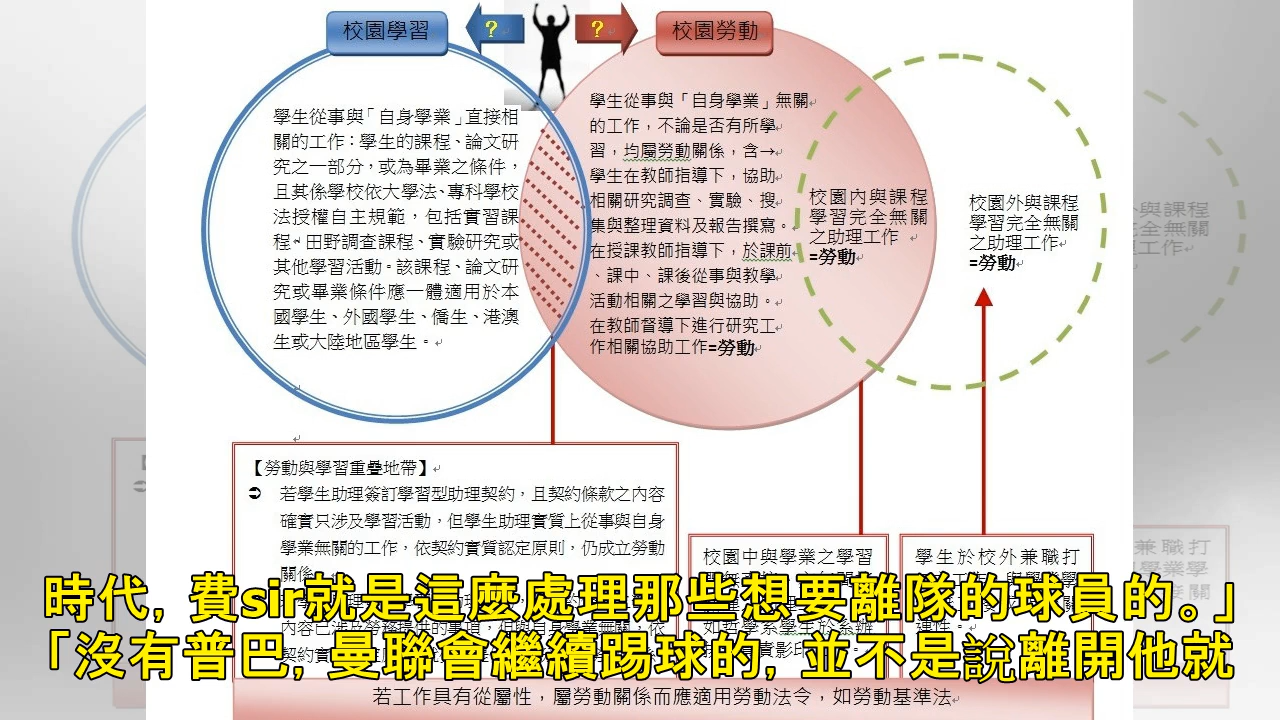 校園學習
?
?
校園勞動
學生從事與「自身學業」直接相
關的工作：學生的課程、論文研
究之一部分，或為畢業之條件，
且其係學校依大學法、專科學校
法授權自主規範，包括實習課
程、田野調查課程、實驗研究或
其他學習活動。該課程、論文研
究或畢業條件應一體適用於本
國學生、外國學生、僑生、港澳
生或大陸地區學生。
學生從事與「自身學業」無關
的工作，不論是否有所學
習，均屬勞動關係，含→
學生在教師指導下，協助
相關研究調查、實驗、搜
集與整理資料及報告撰寫。
在授課教師指導下，於課前
、課中、課後從事與教學
活動相關之學習與協助。
在教師督導下進行研究工
作相關協助工作=勞動
校園內與課程
學習完全無關
之助理工作
=勞動
校園外與課程
學習完全無關
之助理工作
=勞動
【勞動與學習重疊地帶】
➲ 若學生助理簽訂學習型助理契約，且契約條款之內容
確實只涉及學習活動，但學生助理實質上從事與自身
學業無關的工作，依契約實質認定原則，仍成立勞動
關係。
校園中與學業之學習
學生於校外兼職打
時代，費sir就是這麼處理那些想要離隊的球員的。」
「沒有普巴，曼聯會繼續踢球的，並不是說離開他就
若工作具有從屬性，屬勞動關係而應適用勞動法令，如勞動基準法